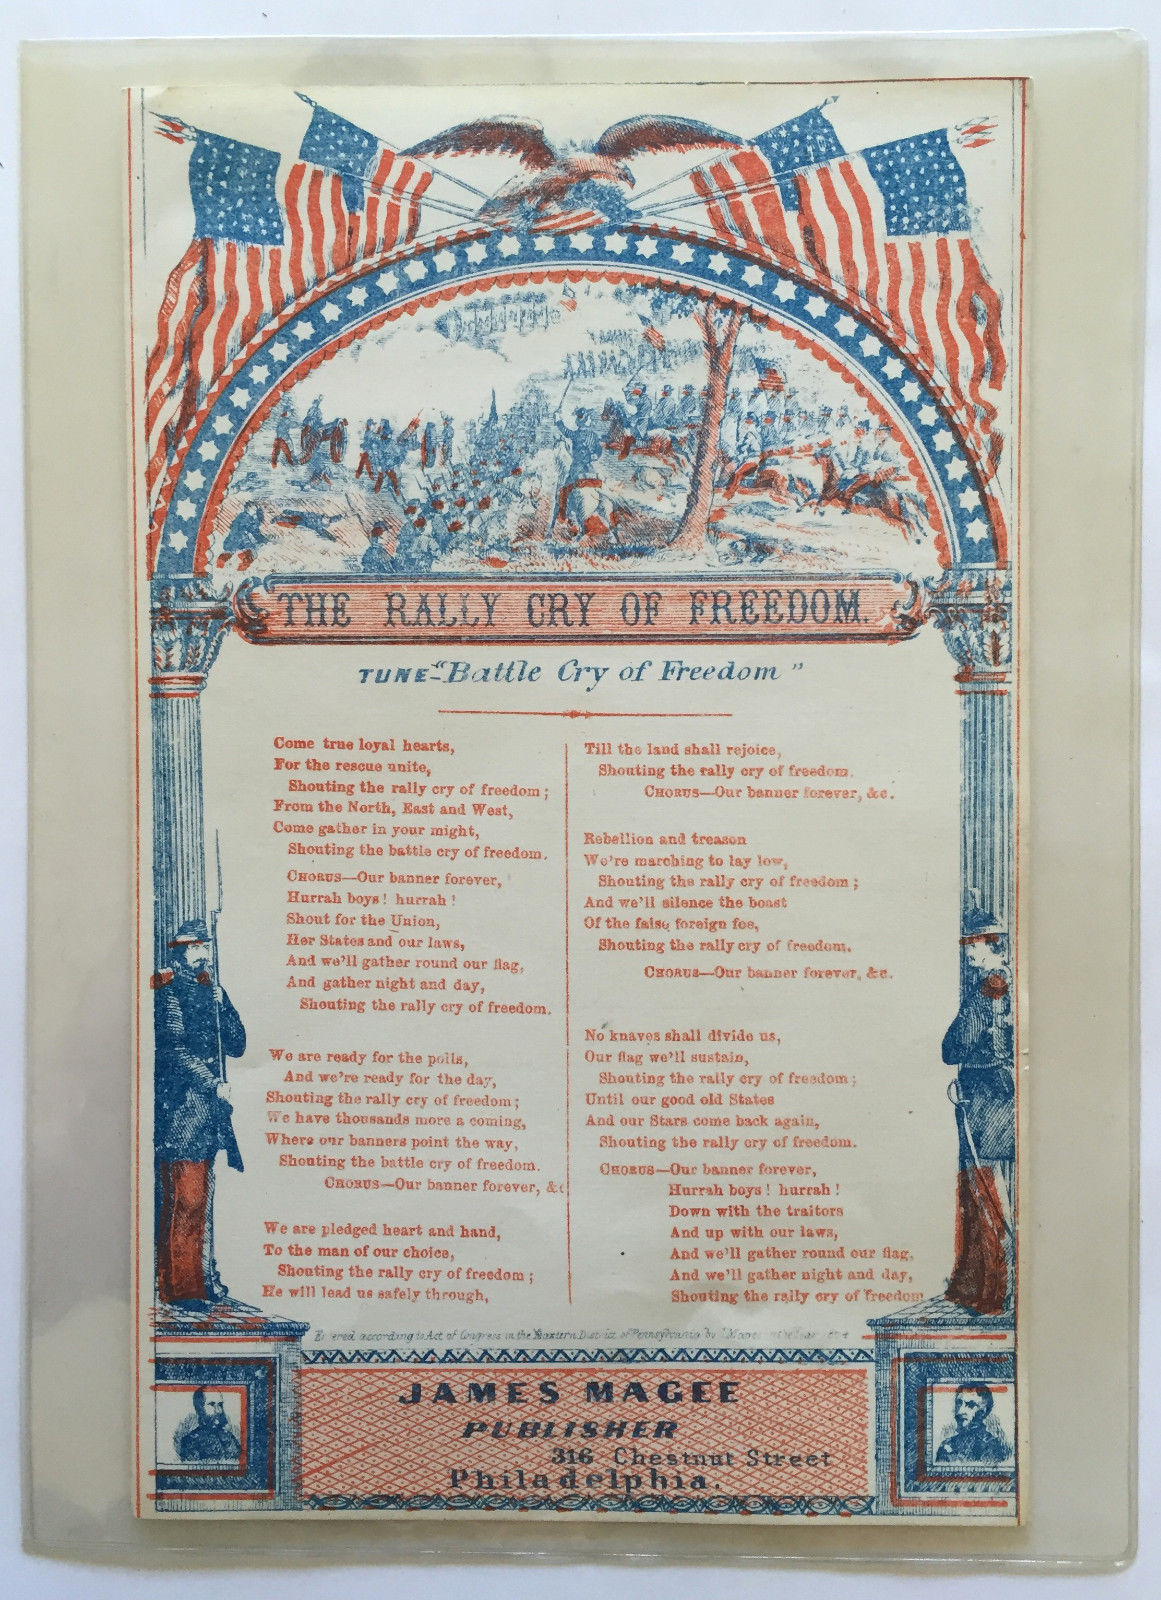 THE RALLY CRY OF FREEDOM.
TUNE-"Battle Cry of Freedom"
Come true loyal hearts,
For the rescue unite,
Shouting the rally cry of freedom;
From the North, East and West,
Come gather in your might,
Shouting the battle cry of freedom.
CHORUS—Our banner forever,
Hurrah boys! hurrah!
Shout for the Union,
Her States and our laws,
And we'll gather round our flag,
And gather night and day,
Shouting the rally cry of freedom.
We are ready for the polls,
And we're ready for the day,
Shouting the rally cry of freedom;
We have thousands more a coming,
Where our banners point the way,
Shouting the battle cry of freedom.
CHORUS—Our banner forever, &c
We are pledged heart and hand,
To the man of our choice,
Shouting the rally cry of freedom;
He will lead us safely through,
Till the land shall rejoice,
Shouting the rally cry of freedom.
CHORUS—Our banner forever, &c.
Rebellion and treason
We're marching to lay low,
Shouting the rally cry of freedom;
And we'll silence the boast
Of the false foreign foe,
Shouting the rally cry of freedom.
CHORUS—Our banner forever, &c.
No knaves shall divide us,
Our flag we'll sustain,
Shouting the rally cry of freedom;
Until our good old States
And our Stars come back again,
Shouting the rally cry of freedom.
CHORUS—Our banner forever,
Hurrah boys! hurrah!
Down with the traitors
And up with our laws,
And we'll gather round our flag,
And we'll gather night and day,
Shouting the rally cry of freedom
Entered according to Act of Congress in the Eastern District of Pennsylvania by J. Magee
JAMES MAGEE
PUBLISHER
316 Chestnut Street
Philadelphia.